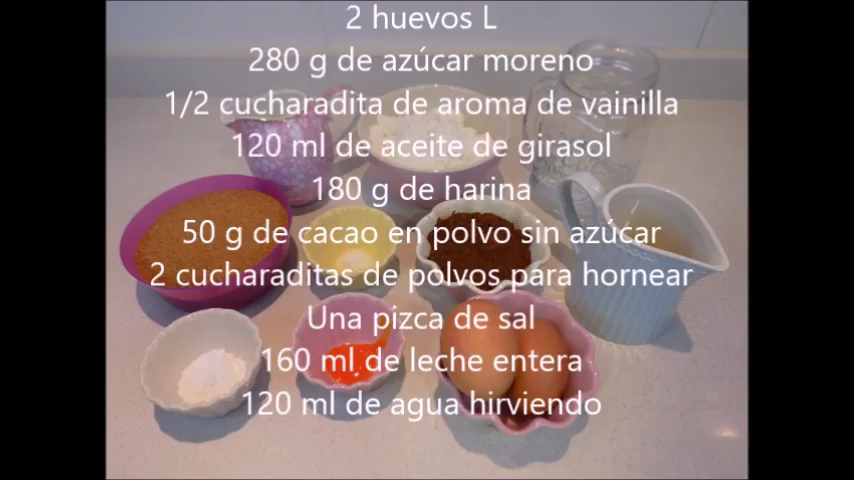 2 huevos L
280 g de azúcar moreno
1/2 cucharadita de aroma de vainilla
120 ml de aceite de girasol
180 g de harina
50 g de cacao en polvo sin azúcar
2 cucharaditas de polvos para hornear
Una pizca de sal
160 ml de leche entera
120 ml de agua hirviendo